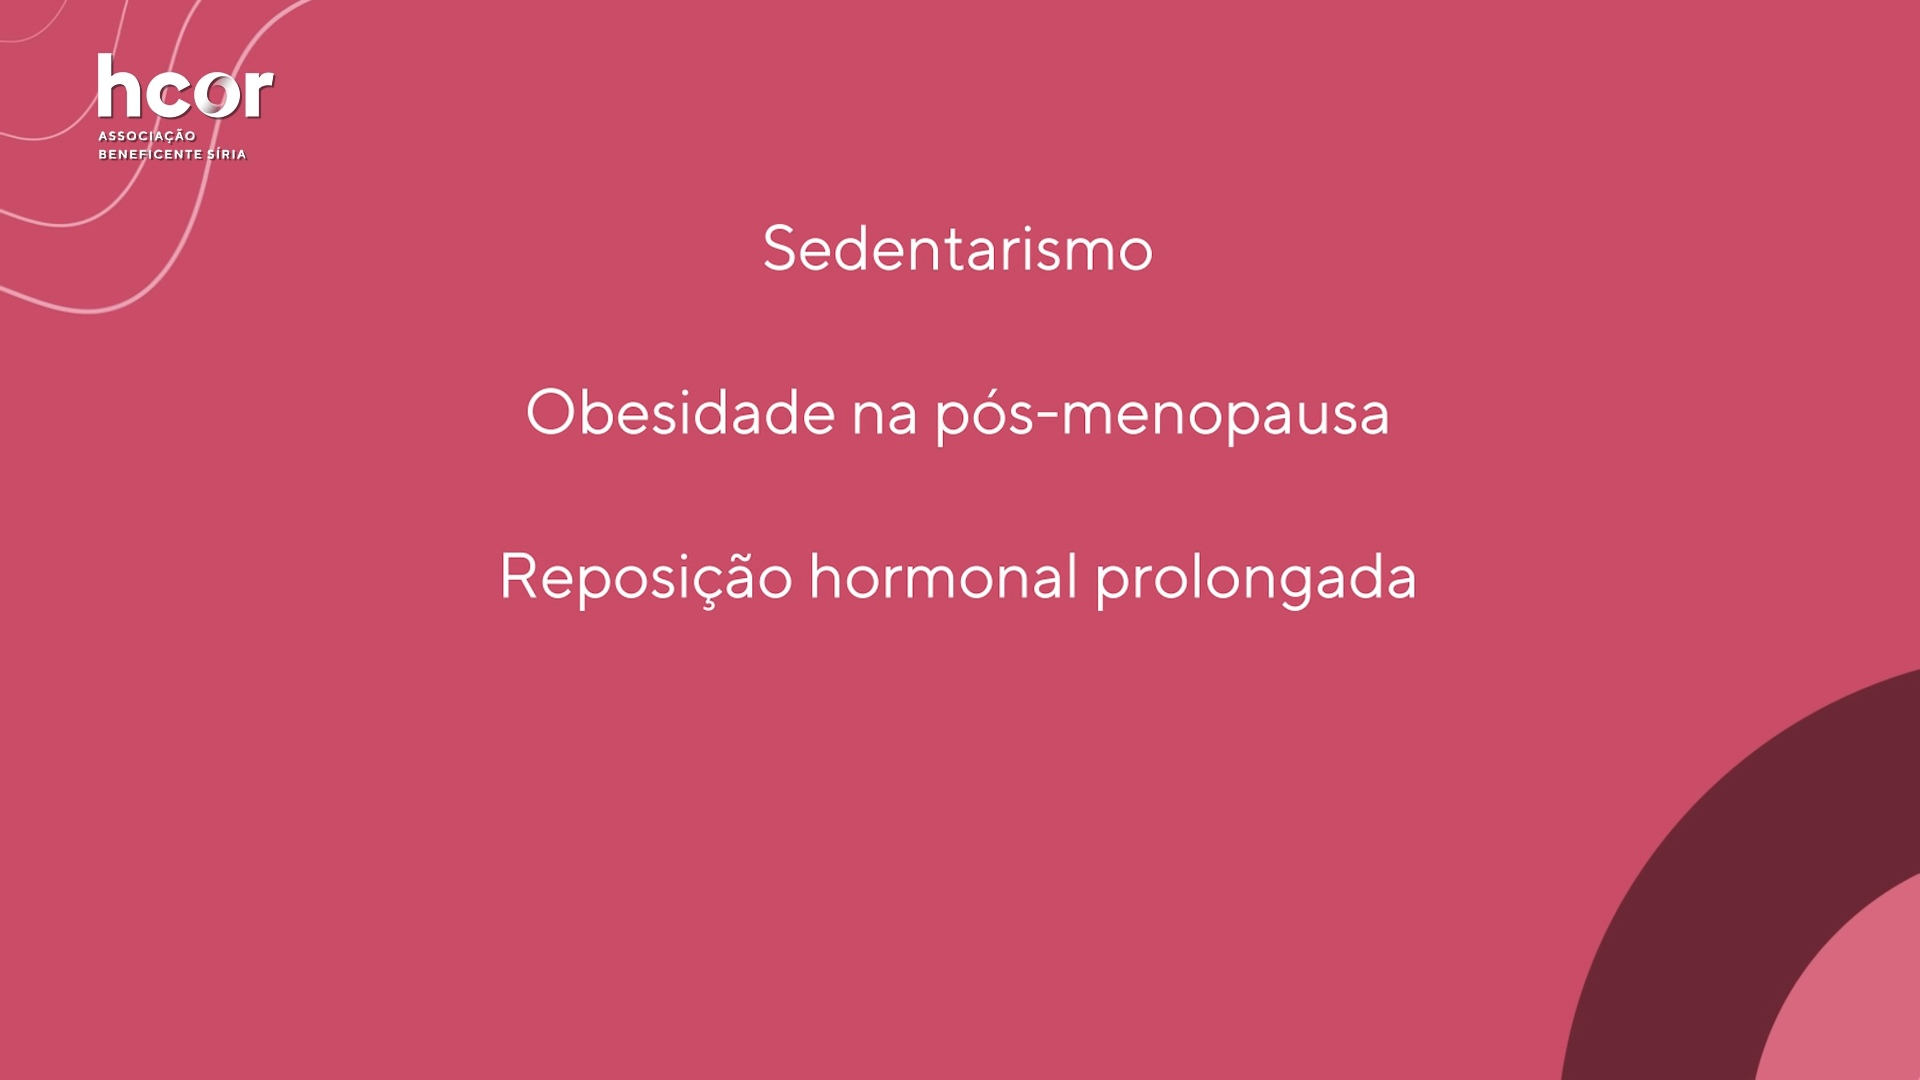 hcor
ASSOCIAÇÃO
BENEFICENTE SÍRIA
Sedentarismo
Obesidade na pós-menopausa
Reposição hormonal prolongada